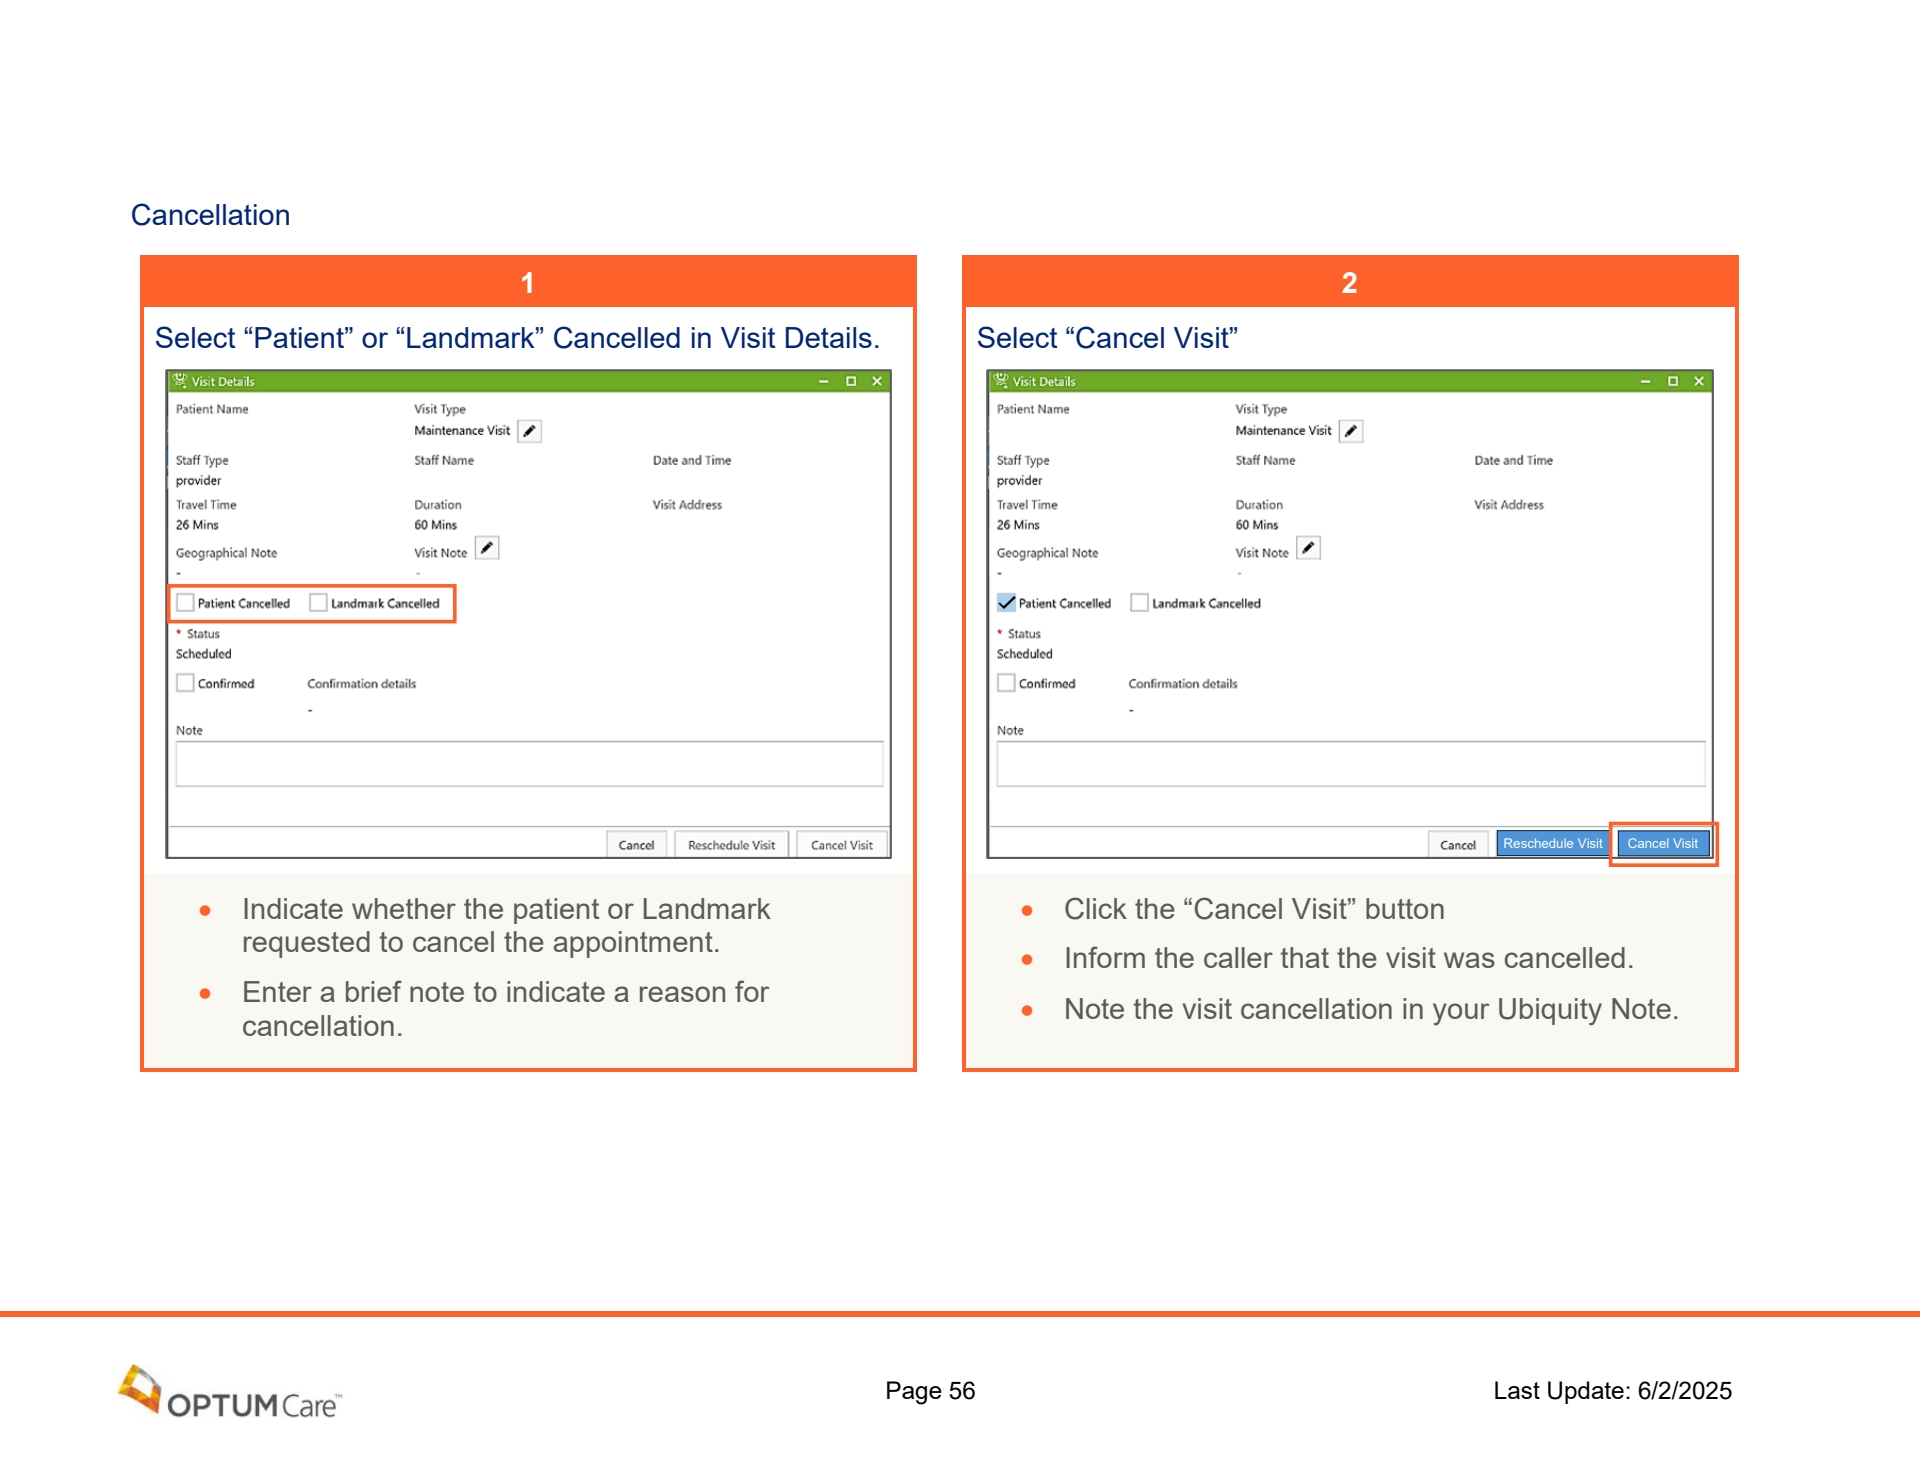 Cancellation
1
Select “Patient” or “Landmark” Cancelled in Visit Details.
Visit Details
Patient Name Visit Type
Maintenance Visit
Staff Type Staff Name Date and Time
provider
Travel Time Duration Visit Address
26 Mins 60 Mins
Geographical Note Visit Note
- -
Patient Cancelled Landmark Cancelled
* Status
Scheduled
Confirmed Confirmation details
-
Note
Cancel Reschedule Visit Cancel Visit
• Indicate whether the patient or Landmark
requested to cancel the appointment.
• Enter a brief note to indicate a reason for
cancellation.
2
Select “Cancel Visit”
Visit Details
Patient Name Visit Type
Maintenance Visit
Staff Type Staff Name Date and Time
provider
Travel Time Duration Visit Address
26 Mins 60 Mins
Geographical Note Visit Note
- -
Patient Cancelled Landmark Cancelled
* Status
Scheduled
Confirmed Confirmation details
-
Note
Cancel Reschedule Visit Cancel Visit
• Click the “Cancel Visit” button
• Inform the caller that the visit was cancelled.
• Note the visit cancellation in your Ubiquity Note.
OPTUM Care™
Page 56
Last Update: 6/2/2025